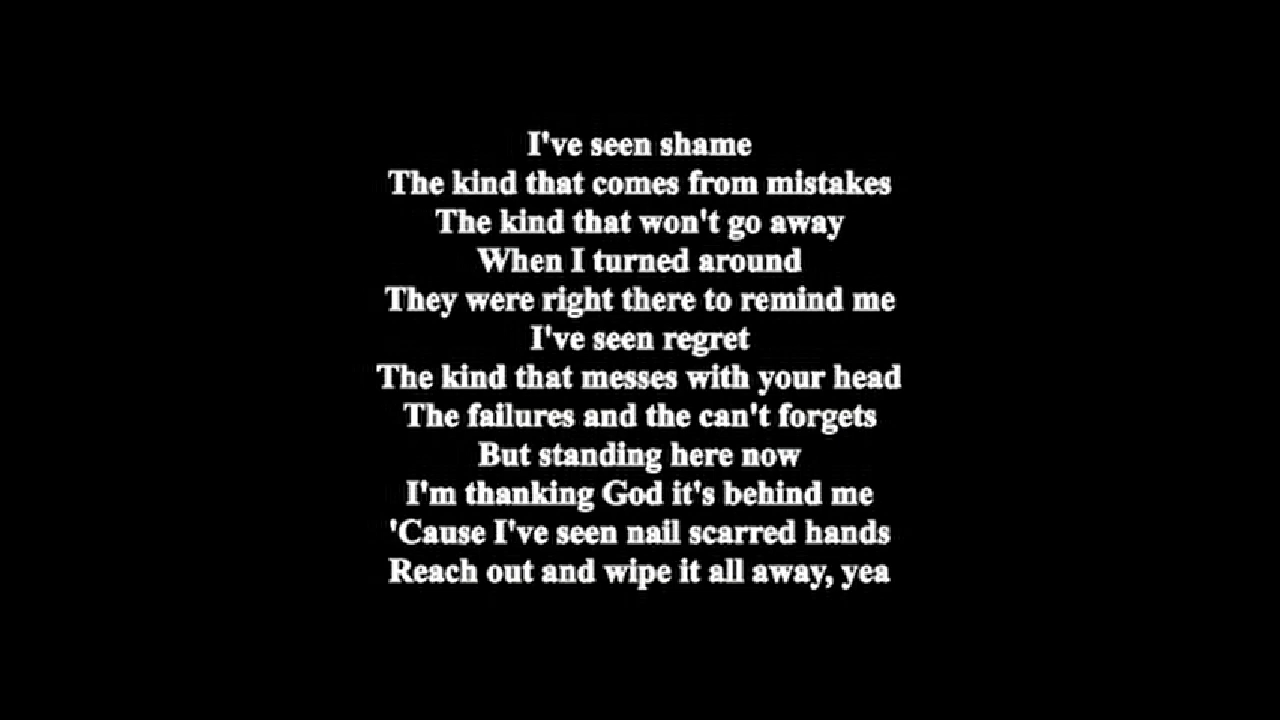 I've seen shame
The kind that comes from mistakes
The kind that won't go away
When I turned around
They were right there to remind me
I've seen regret
The kind that messes with your head
The failures and the can't forgets
But standing here now
I'm thanking God it's behind me
'Cause I've seen nail scarred hands
Reach out and wipe it all away, yea